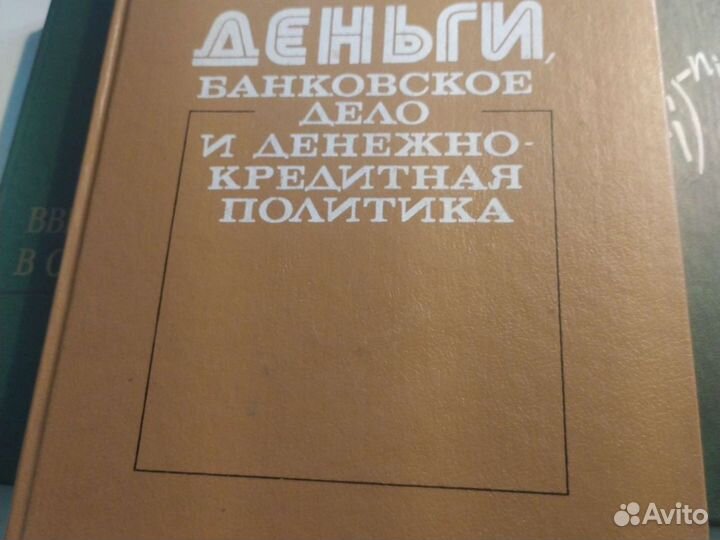 ДЕНЬГИ,
БАНКОВСКОЕ
ДЕЛО
И ДЕНЕЖНО-
КРЕДИТНАЯ
ПОЛИТИКА
Avito